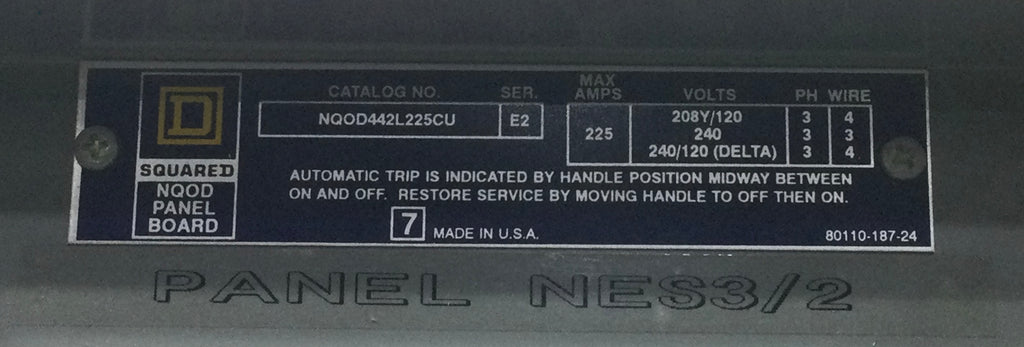 CATALOG NO. SER. MAX AMPS VOLTS PH WIRE
NQOD442L225CU E2 225 208Y/120 3 4
240 3 3
240/120 (DELTA) 3 4
D
SQUARED
NQOD
PANEL
BOARD
AUTOMATIC TRIP IS INDICATED BY HANDLE POSITION MIDWAY BETWEEN
ON AND OFF. RESTORE SERVICE BY MOVING HANDLE TO OFF THEN ON.
7 MADE IN U.S.A. 80110-187-24
PANEL NES3/2